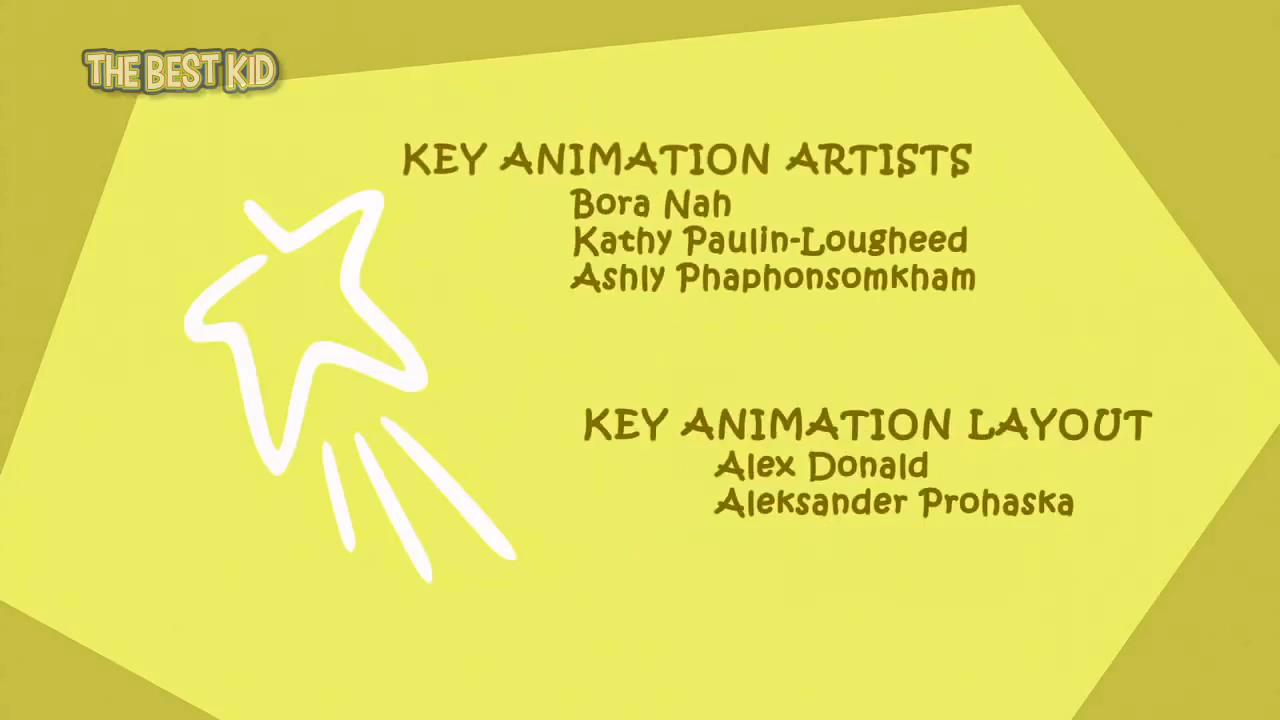 THE BEST KID
KEY ANIMATION ARTISTS
Bora Nah
Kathy Paulin-Lougheed
Ashly Phaphonsomkham
KEY ANIMATION LAYOUT
Alex Donald
Aleksander Prohaska